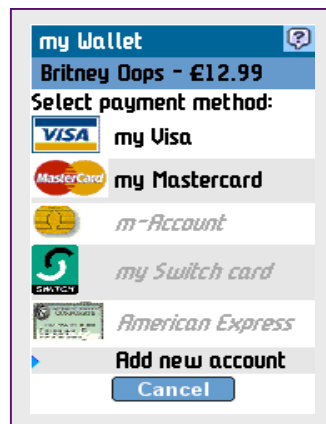 my Wallet ?
Britney Oops - £12.99
Select payment method:
VISA my Visa
MasterCard my Mastercard
m-Account
SWITCH my Switch card
American Express
Add new account
Cancel